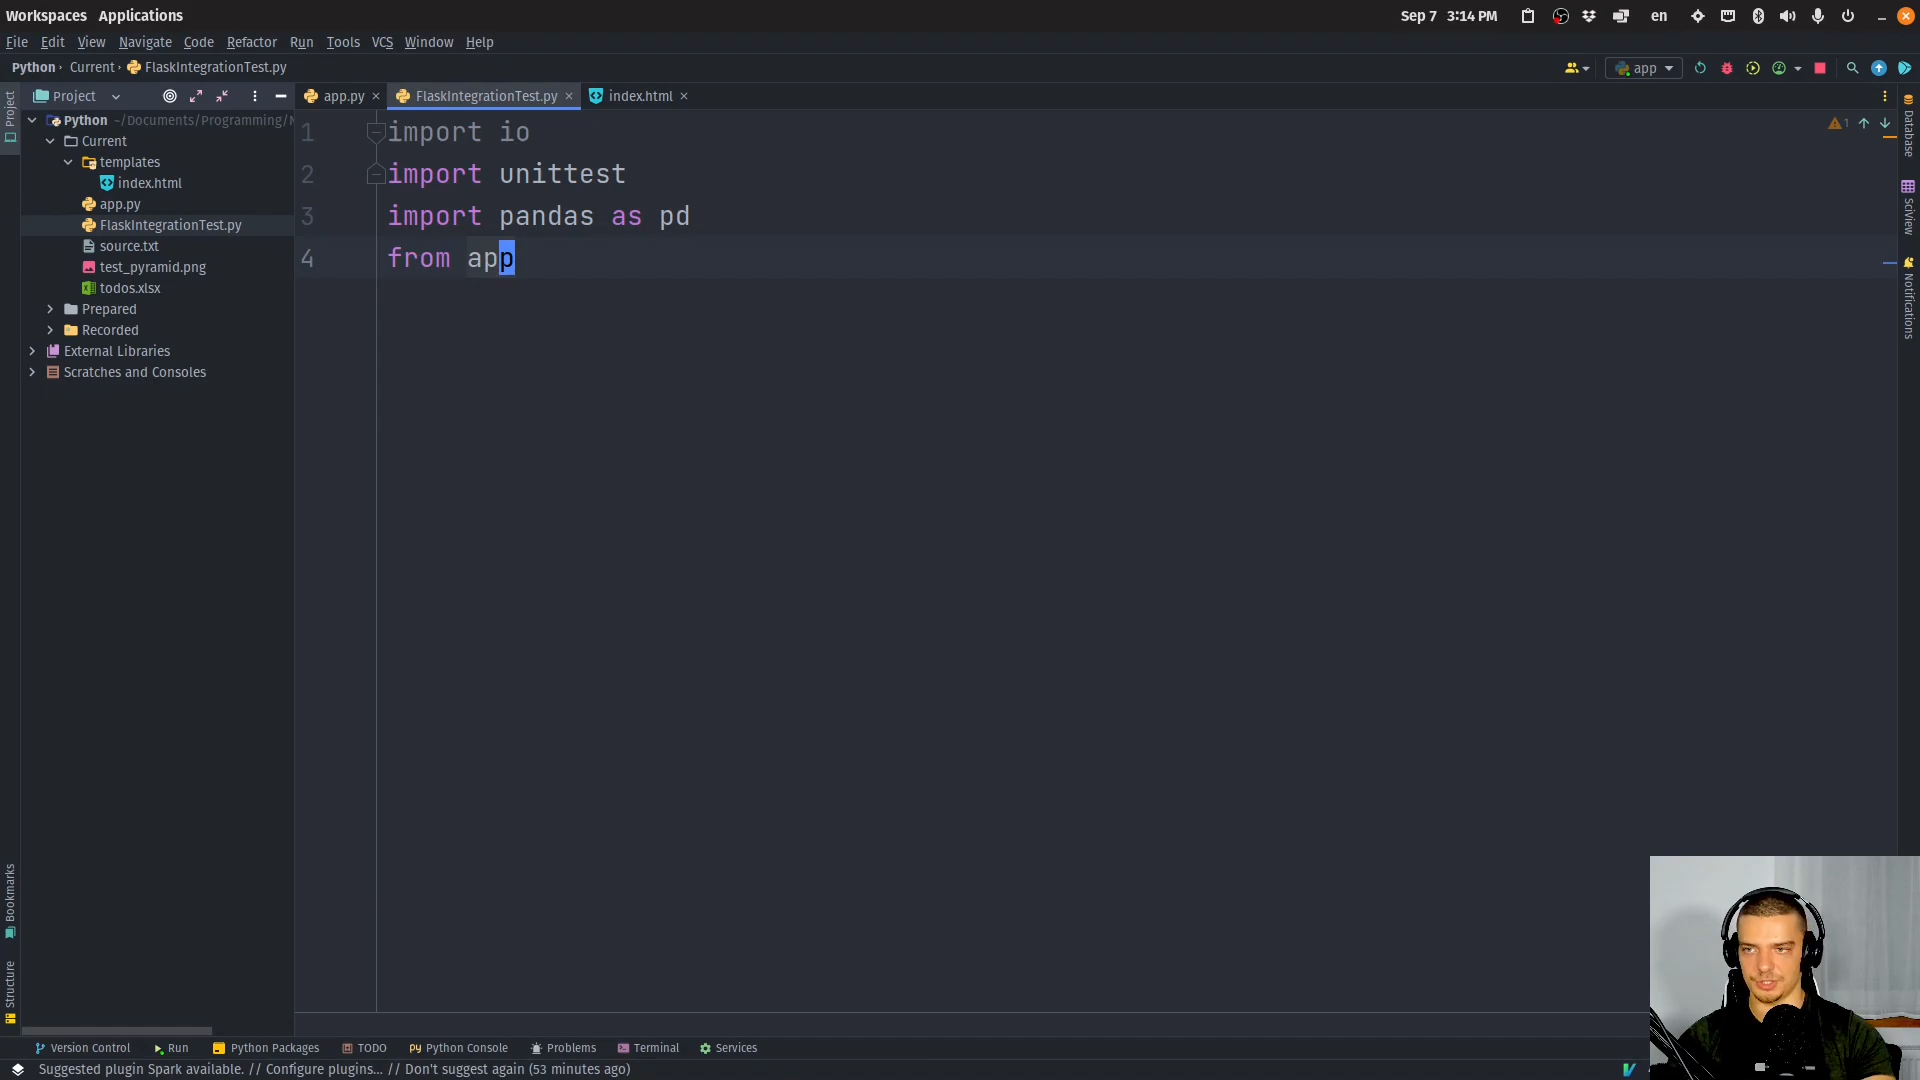 Workspaces Applications
Sep 7 3:14 PM
en
File Edit View Navigate Code Refactor Run Tools VCS Window Help
Python Current FlaskIntegrationTest.py
app
Project
app.py
FlaskIntegrationTest.py
index.html
Project
Python ~/Documents/Programming/
Current
templates
index.html
app.py
FlaskIntegrationTest.py
source.txt
test_pyramid.png
todos.xlsx
Prepared
Recorded
External Libraries
Scratches and Consoles
1 import io
2 import unittest
3 import pandas as pd
4 from app
1
Database
SciView
Notifications
Bookmarks
Structure
Version Control Run Python Packages TODO Python Console Problems Terminal Services
Suggested plugin Spark available. // Configure plugins... // Don't suggest again (53 minutes ago)